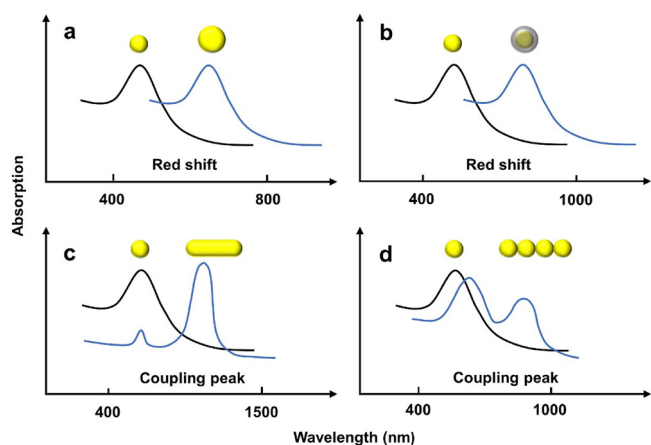 a
b
Red shift
Red shift
400
800
400
1000
Absorption
c
d
Coupling peak
Coupling peak
400
1500
400
1000
Wavelength (nm)